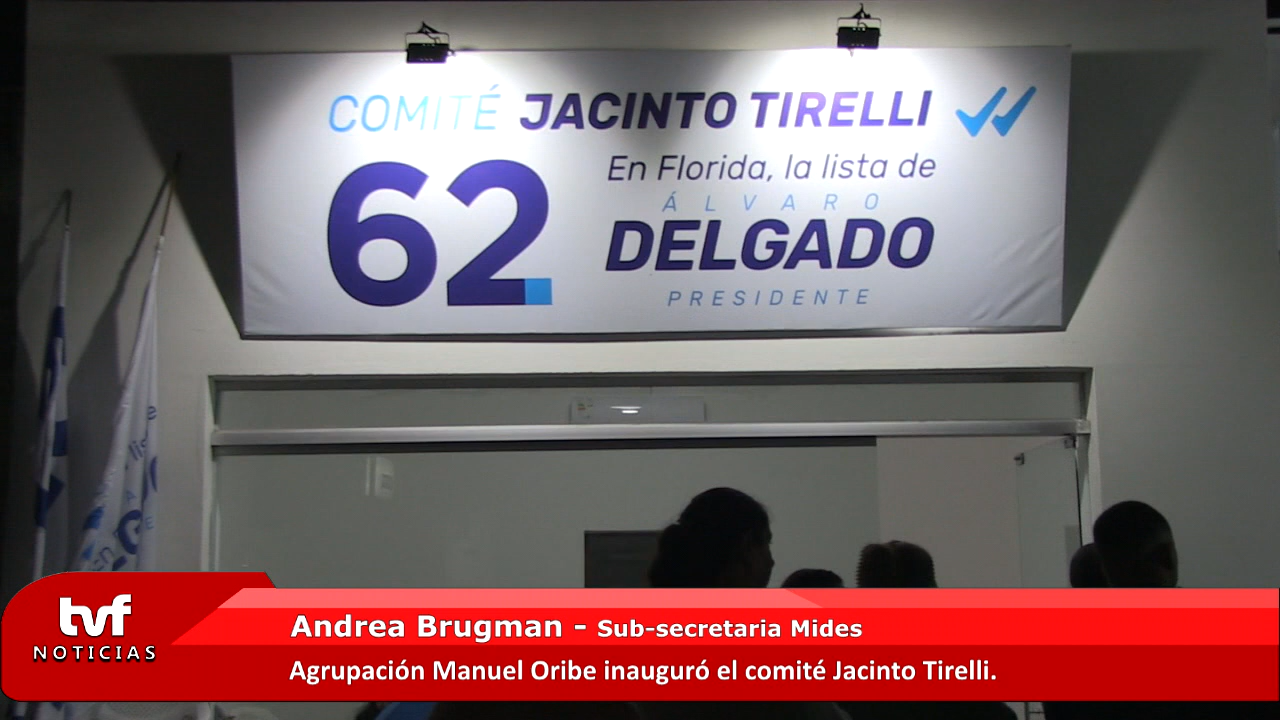 COMITÉ JACINTO TIRELLI
62
En Florida, la lista de
ÁLVARO
DELGADO
PRESIDENTE
tvf
NOTICIAS
Andrea Brugman - Sub-secretaria Mides
Agrupación Manuel Oribe inauguró el comité Jacinto Tirelli.